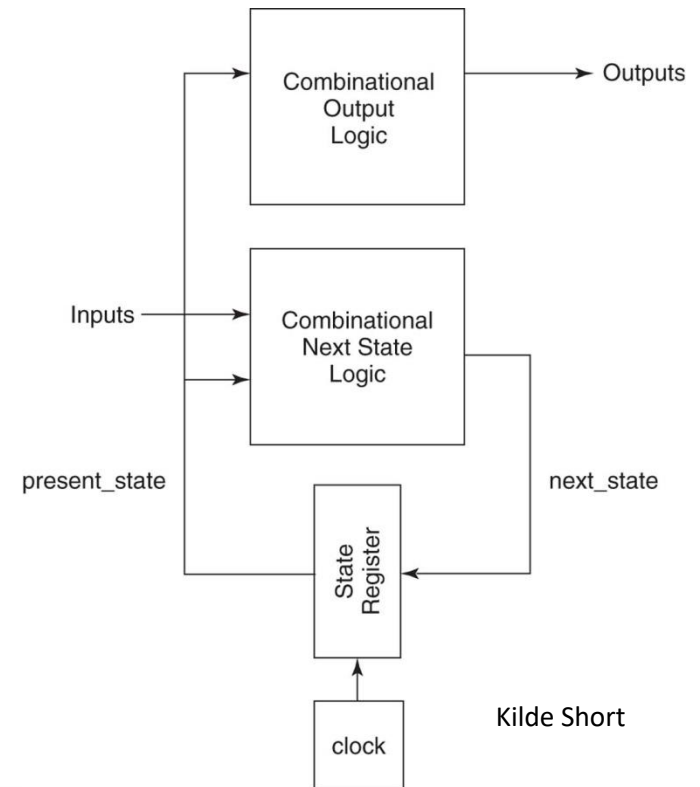 Combinational
Output
Logic
Outputs
Inputs
Combinational
Next State
Logic
present_state
next_state
State
Register
clock
Kilde Short